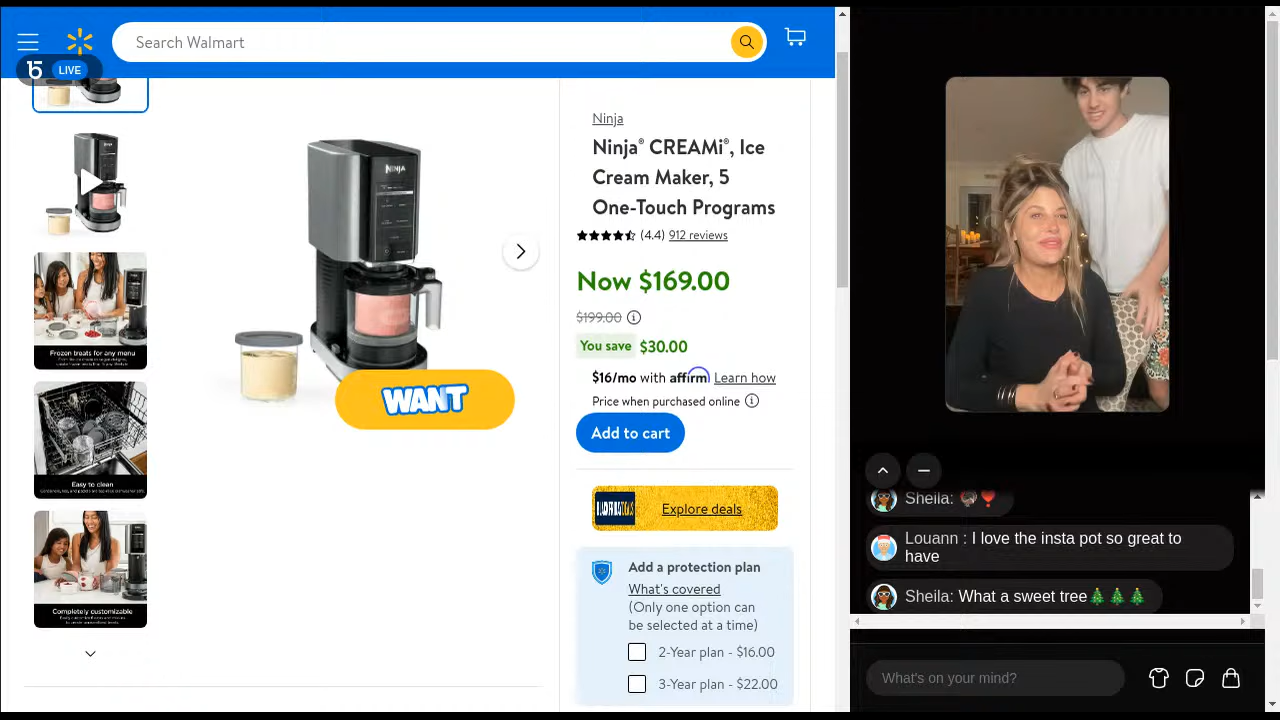 Search Walmart
LIVE
Ninja
Ninja® CREAMi®, Ice
Cream Maker, 5
One-Touch Programs
(4.4) 912 reviews
NINJA
Now $169.00
$199.00
You save $30.00
$16/mo with affirm Learn how
Price when purchased online
WANT
Add to cart
Explore deals
Add a protection plan
What's covered
(Only one option can
be selected at a time)
2-Year plan - $16.00
3-Year plan - $22.00
Frozen treats for any menu
Easy to clean
Completely customizable
Sheila:
Louann : I love the insta pot so great to
have
Sheila: What a sweet tree🎄🎄🎄
What's on your mind?